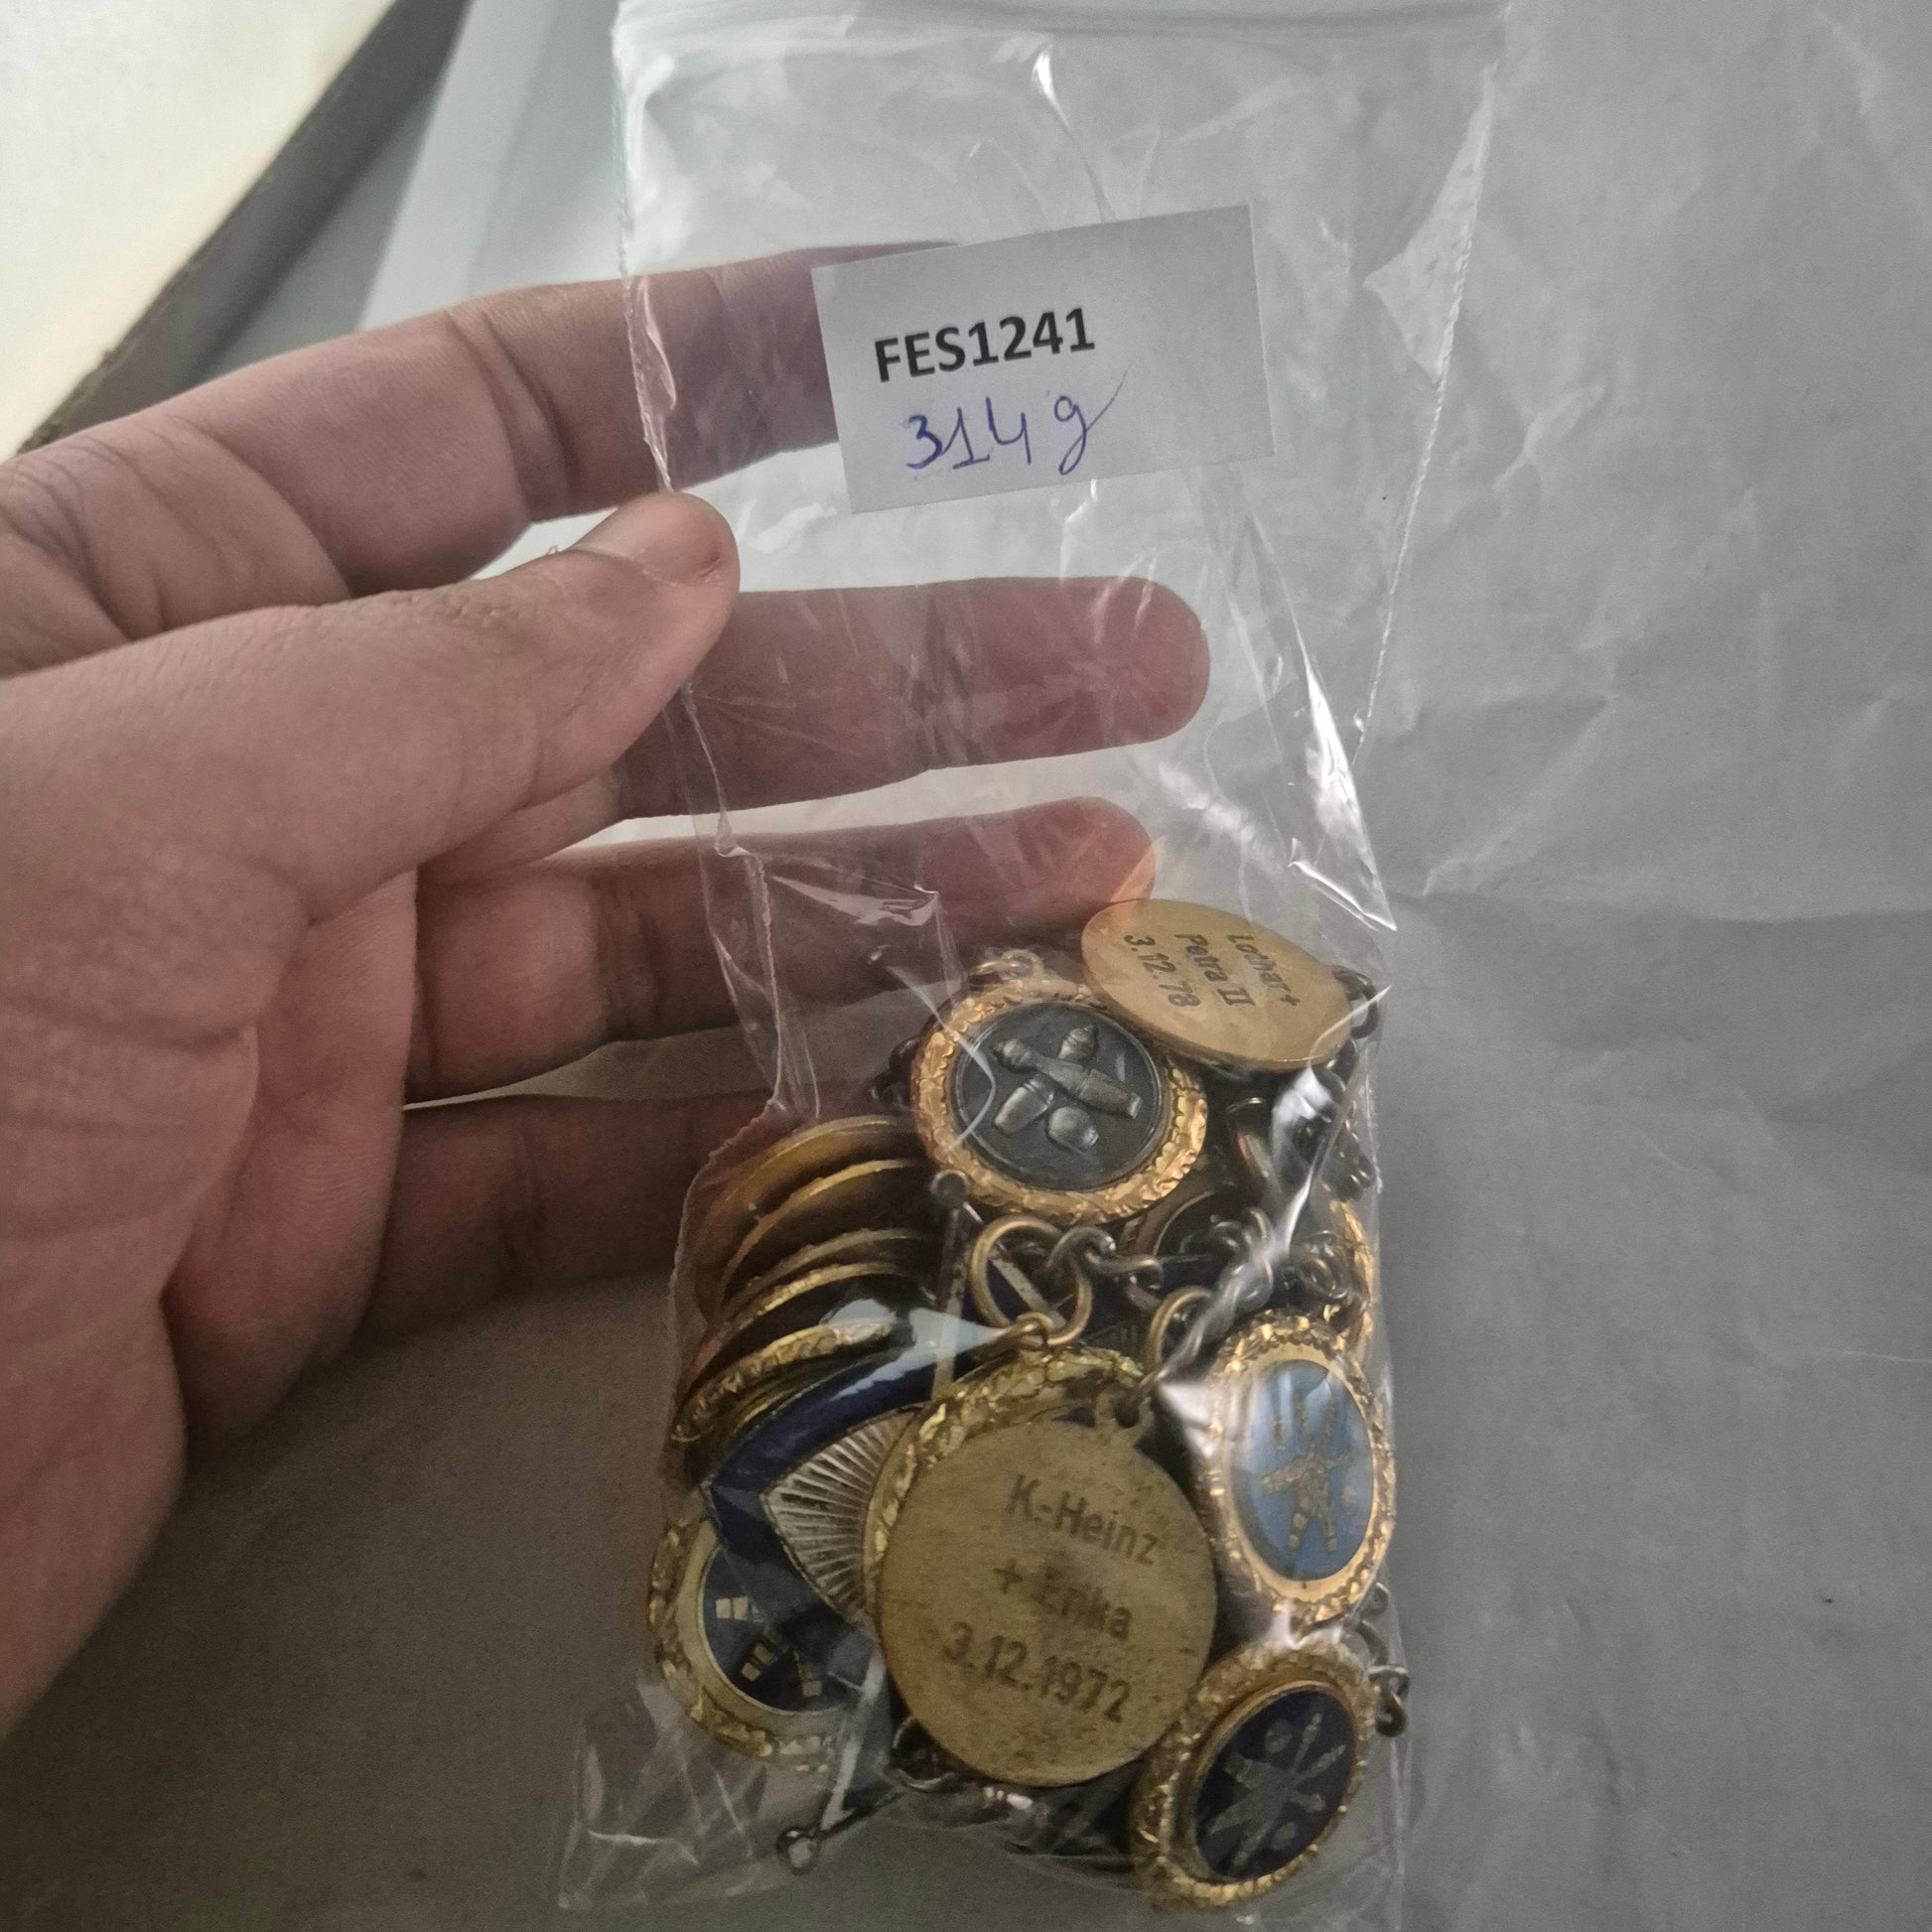 FES1241
314g
Lothar+
Petra II
3.12.78
K.-Heinz
+ Erika
3.12.1972